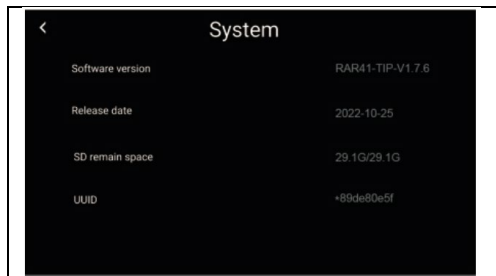 System
Software version RAR41-TIP-V1.7.6
Release date 2022-10-25
SD remain space 29.1G/29.1G
UUID *89de80e5f